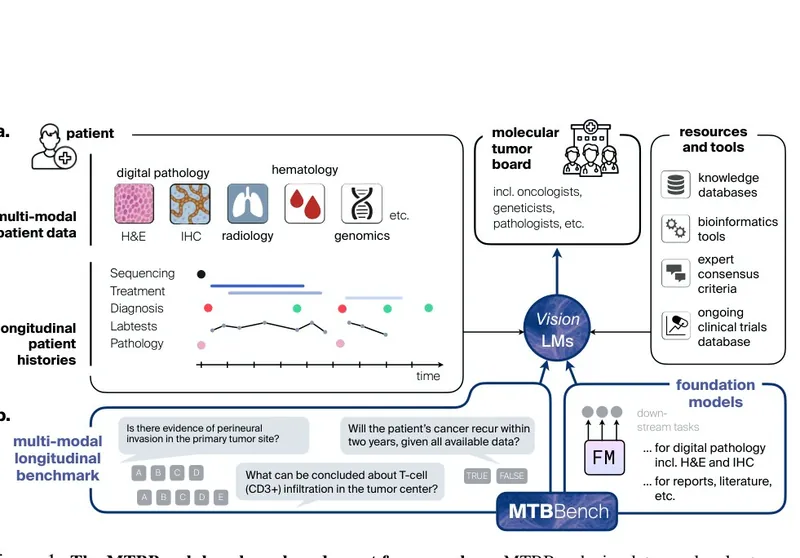 a.
patient
multi-modal
patient data
digital pathology
hematology
H&E
IHC
radiology
genomics
etc.
longitudinal
patient
histories
Sequencing
Treatment
Diagnosis
Labtests
Pathology
time
molecular
tumor
board
incl. oncologists,
geneticists,
pathologists, etc.
resources
and tools
knowledge
databases
bioinformatics
tools
expert
consensus
criteria
ongoing
clinical trials
database
Vision
LMs
b.
multi-modal
longitudinal
benchmark
Is there evidence of perineural
invasion in the primary tumor site?
A B C D
Will the patient's cancer recur within
two years, given all available data?
TRUE FALSE
What can be concluded about T-cell
(CD3+) infiltration in the tumor center?
A B C D E
foundation
models
down-
stream tasks
FM
... for digital pathology
incl. H&E and IHC
... for reports, literature,
etc.
MTBBench